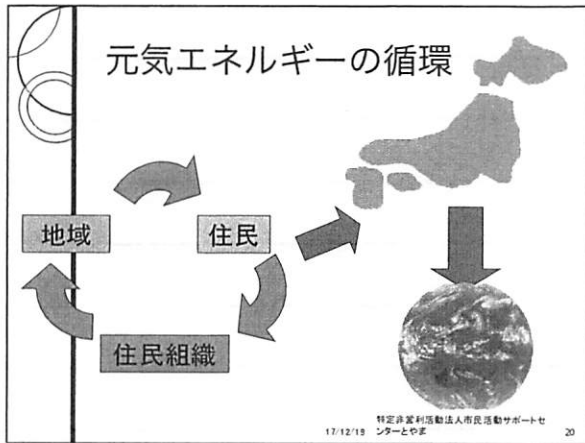 元気エネルギーの循環
地域
住民
住民組織
17/12/19
特定非営利活動法人市民活動サポートセ
ンターとやま
20